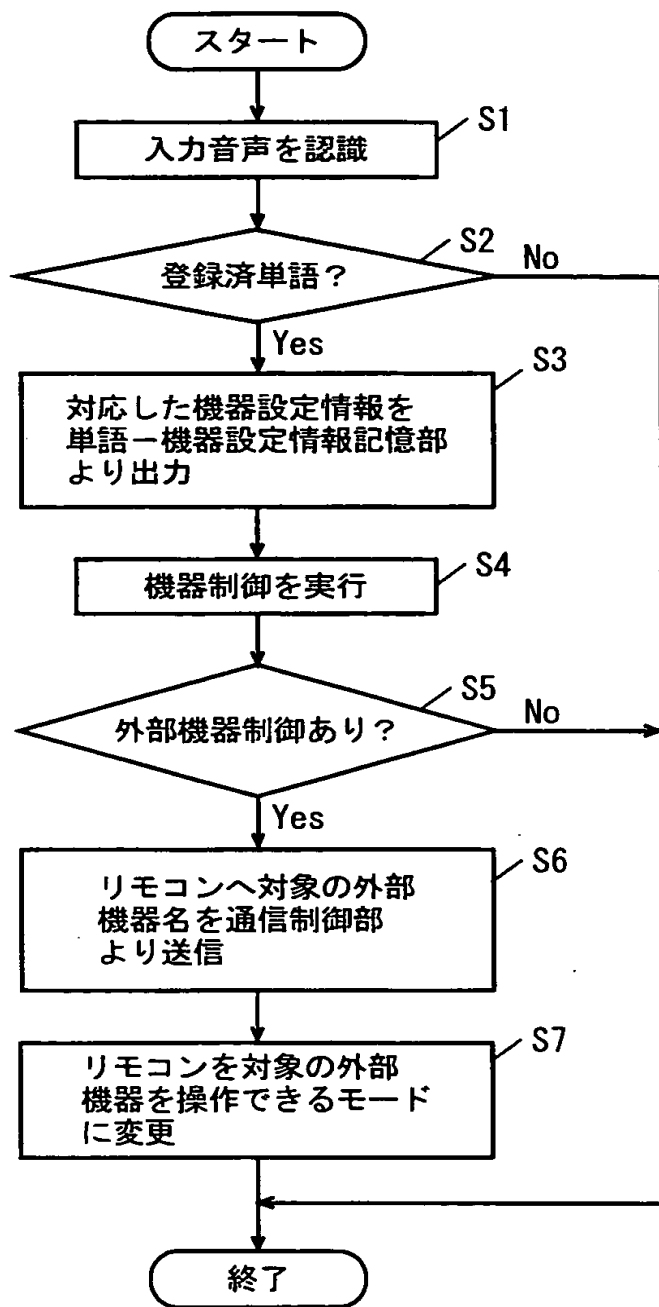 スタート
S1
入力音声を認識
S2
登録済単語?
No
Yes
S3
対応した機器設定情報を
単語ー機器設定情報記憶部
より出力
S4
機器制御を実行
S5
外部機器制御あり?
No
Yes
S6
リモコンへ対象の外部
機器名を通信制御部
より送信
S7
リモコンを対象の外部
機器を操作できるモード
に変更
終了